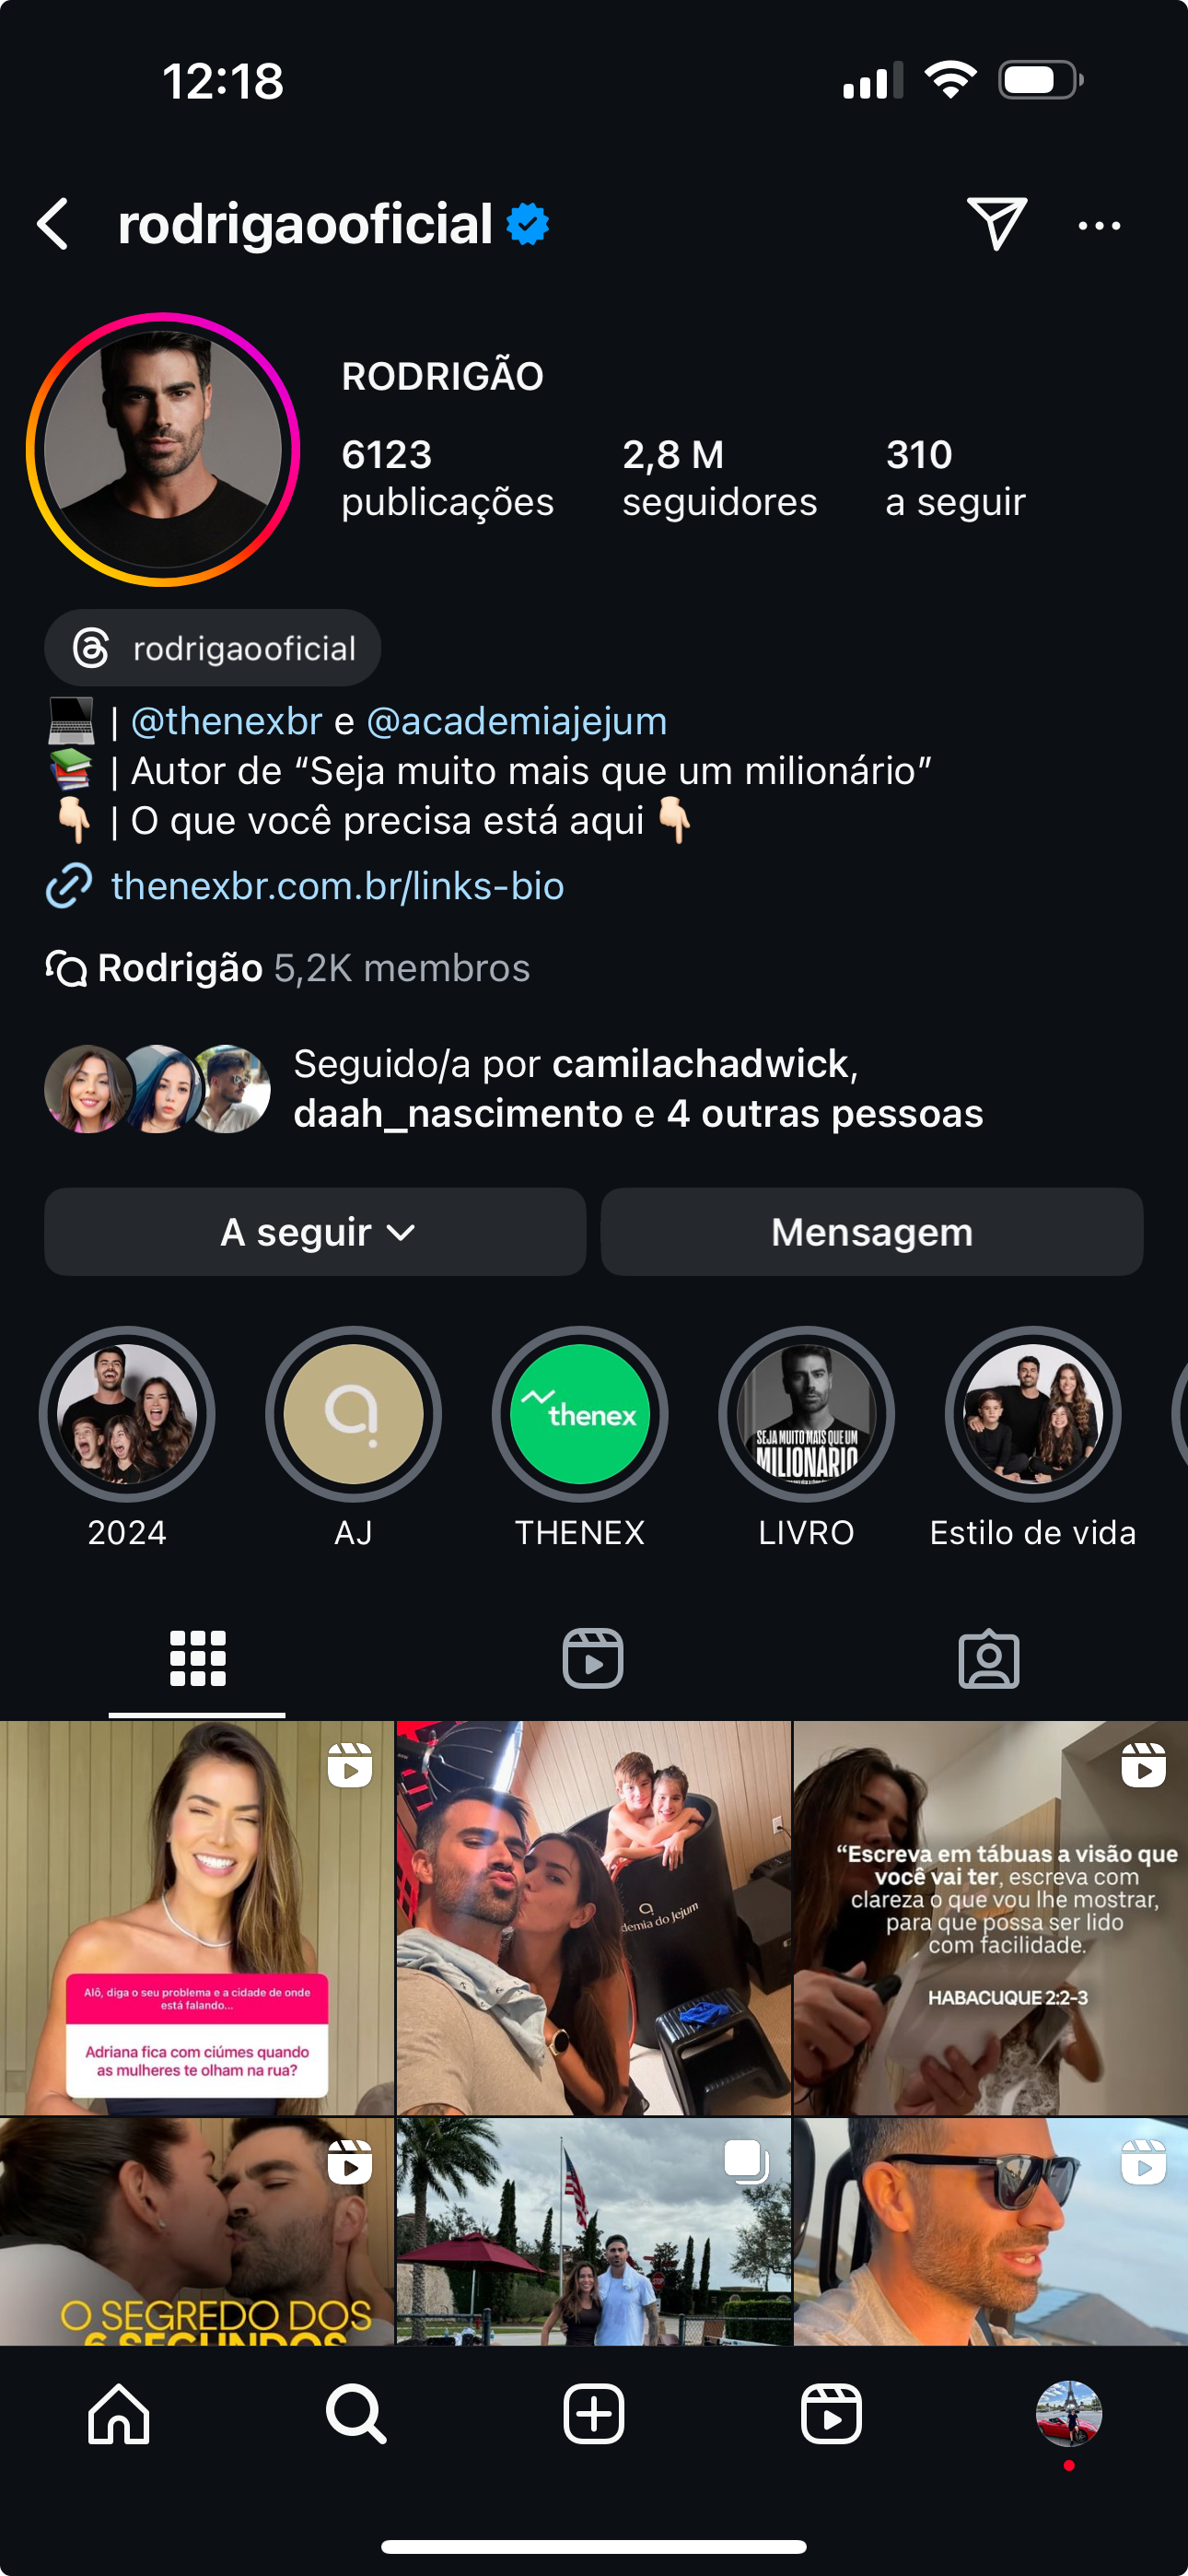 12:18
rodrigaooficial
RODRIGÃO
6123 2,8 M 310
publicações seguidores a seguir
rodrigaooficial
| @thenexbr e @academiajejum
| Autor de “Seja muito mais que um milionário”
| O que você precisa está aqui
thenexbr.com.br/links-bio
Rodrigão 5,2K membros
Seguido/a por camilachadwick,
daah_nascimento e 4 outras pessoas
A seguir Mensagem
thenex
SEJA MUITO MAIS QUE UM
MILIONÁRIO
2024 AJ THENEX LIVRO Estilo de vida
Alô, diga o seu problema e a cidade de onde
está falando...
Adriana fica com ciúmes quando
as mulheres te olham na rua?
demia do Jejum
“Escreva em tábuas a visão que
você vai ter, escreva com
clareza o que vou lhe mostrar,
para que possa ser lido
com facilidade.
HABACUQUE 2:2-3
O SEGREDO DOS
6 SEGUNDOS
STOP